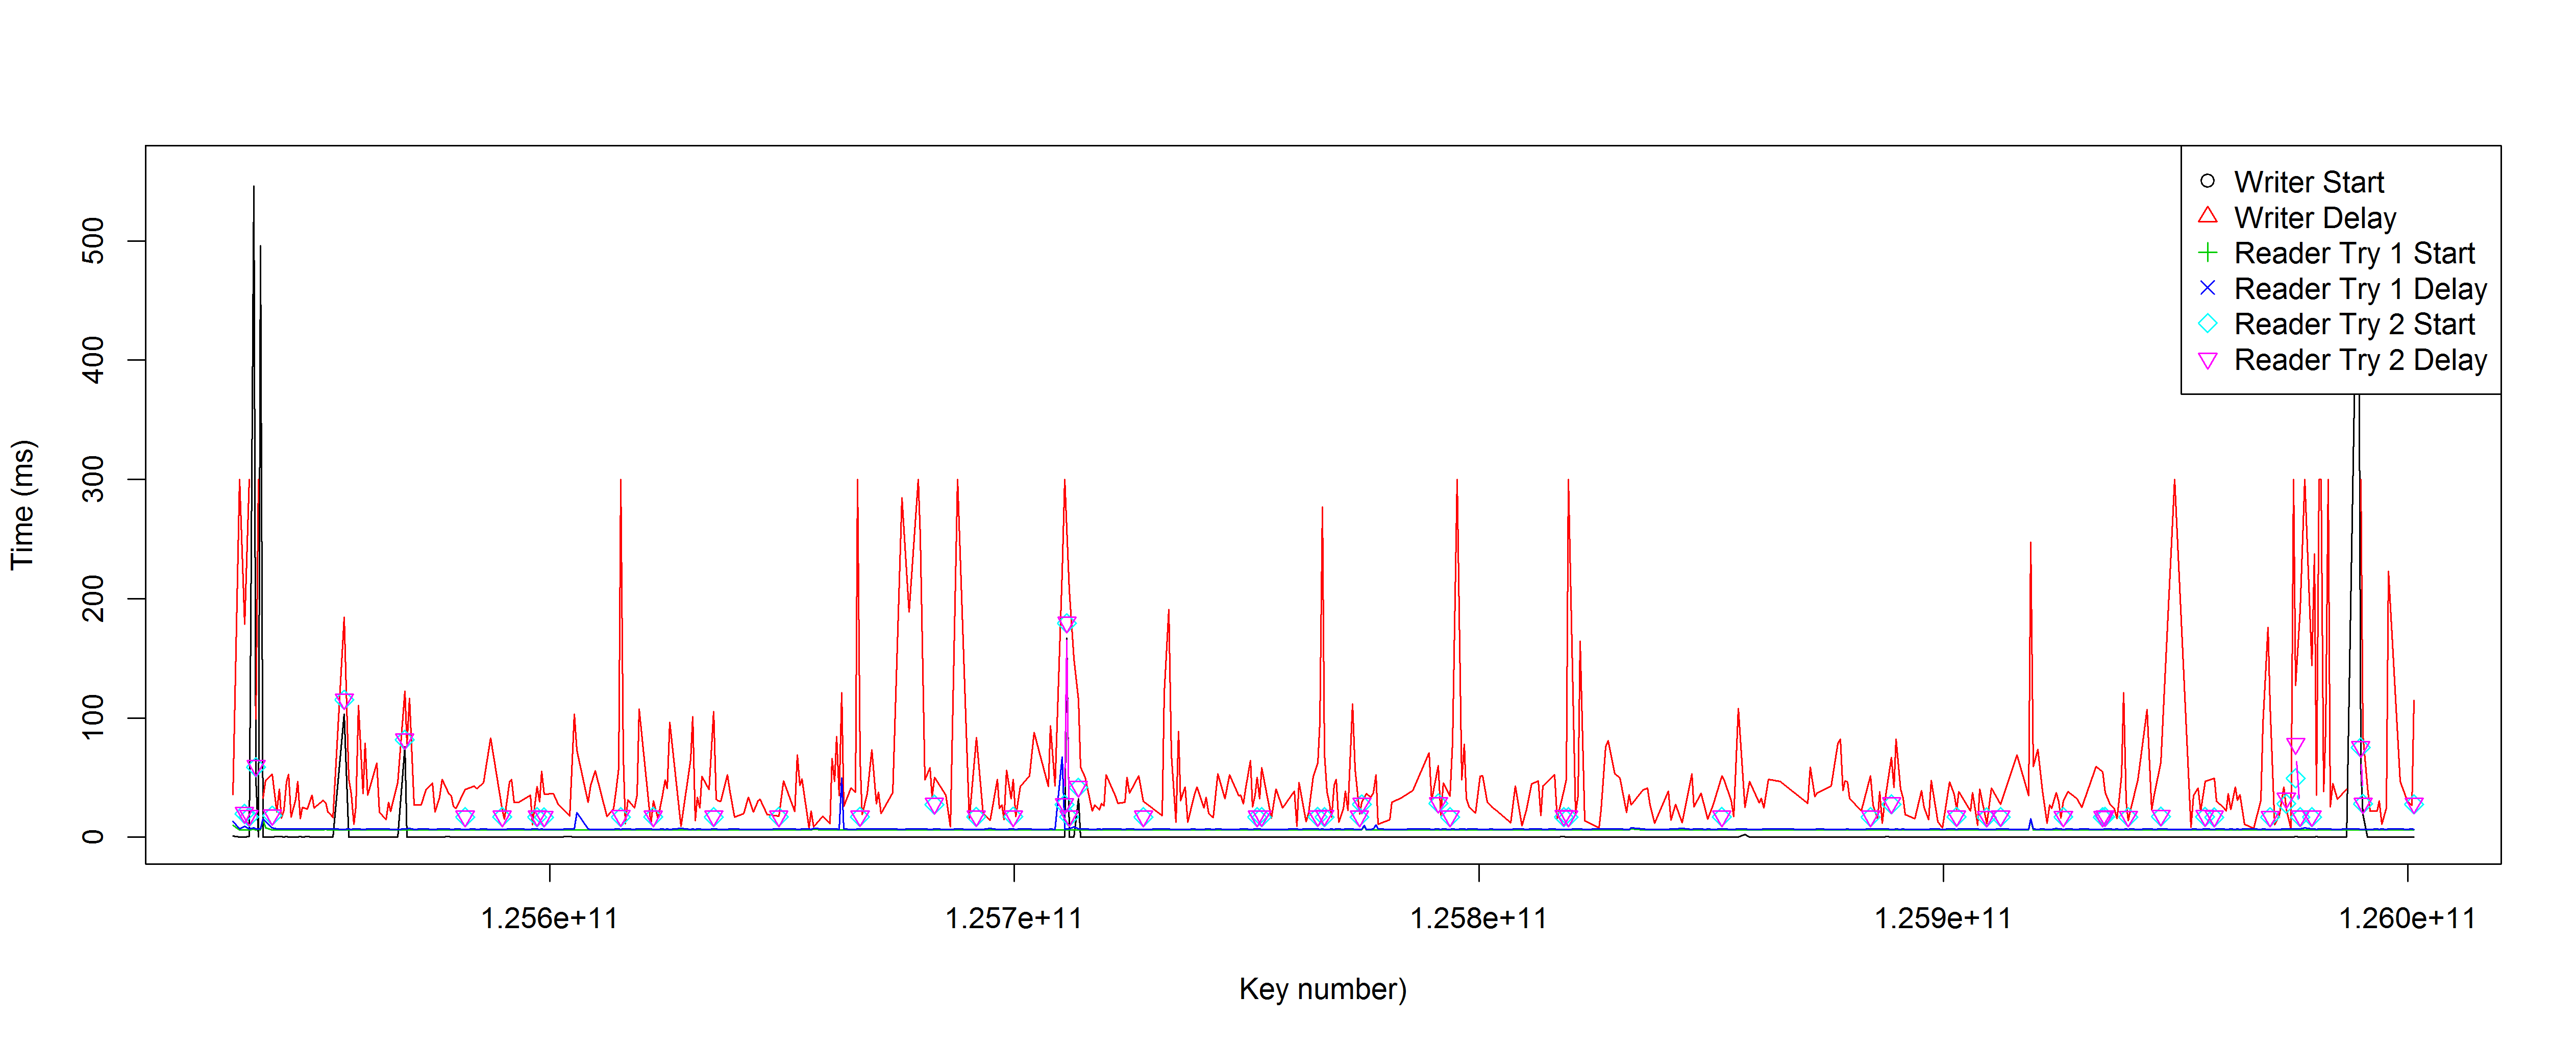 Writer Start
Writer Delay
Reader Try 1 Start
Reader Try 1 Delay
Reader Try 2 Start
Reader Try 2 Delay
Time (ms)
500
400
300
200
100
0
1.256e+11 1.257e+11 1.258e+11 1.259e+11 1.260e+11
Key number)